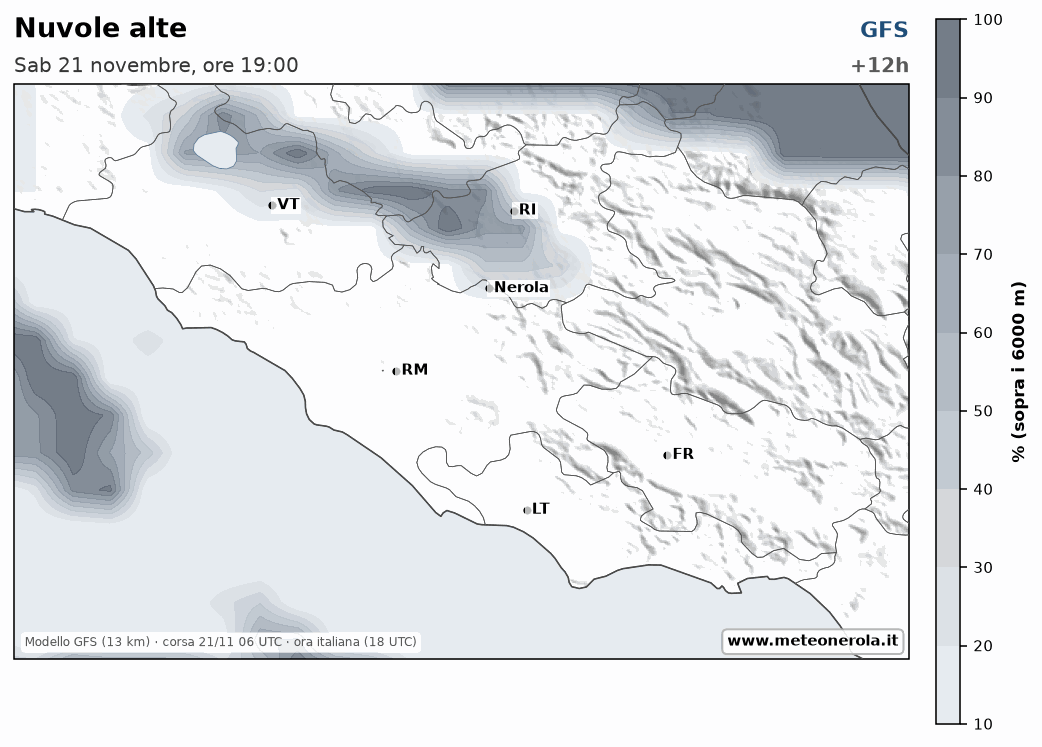 Nuvole alte
GFS
Sab 21 novembre, ore 19:00
+12h
100
90
80
70
60
50
40
30
20
10
% (sopra i 6000 m)
VT
RI
Nerola
RM
FR
LT
Modello GFS (13 km) · corsa 21/11 06 UTC · ora italiana (18 UTC)
www.meteonerola.it